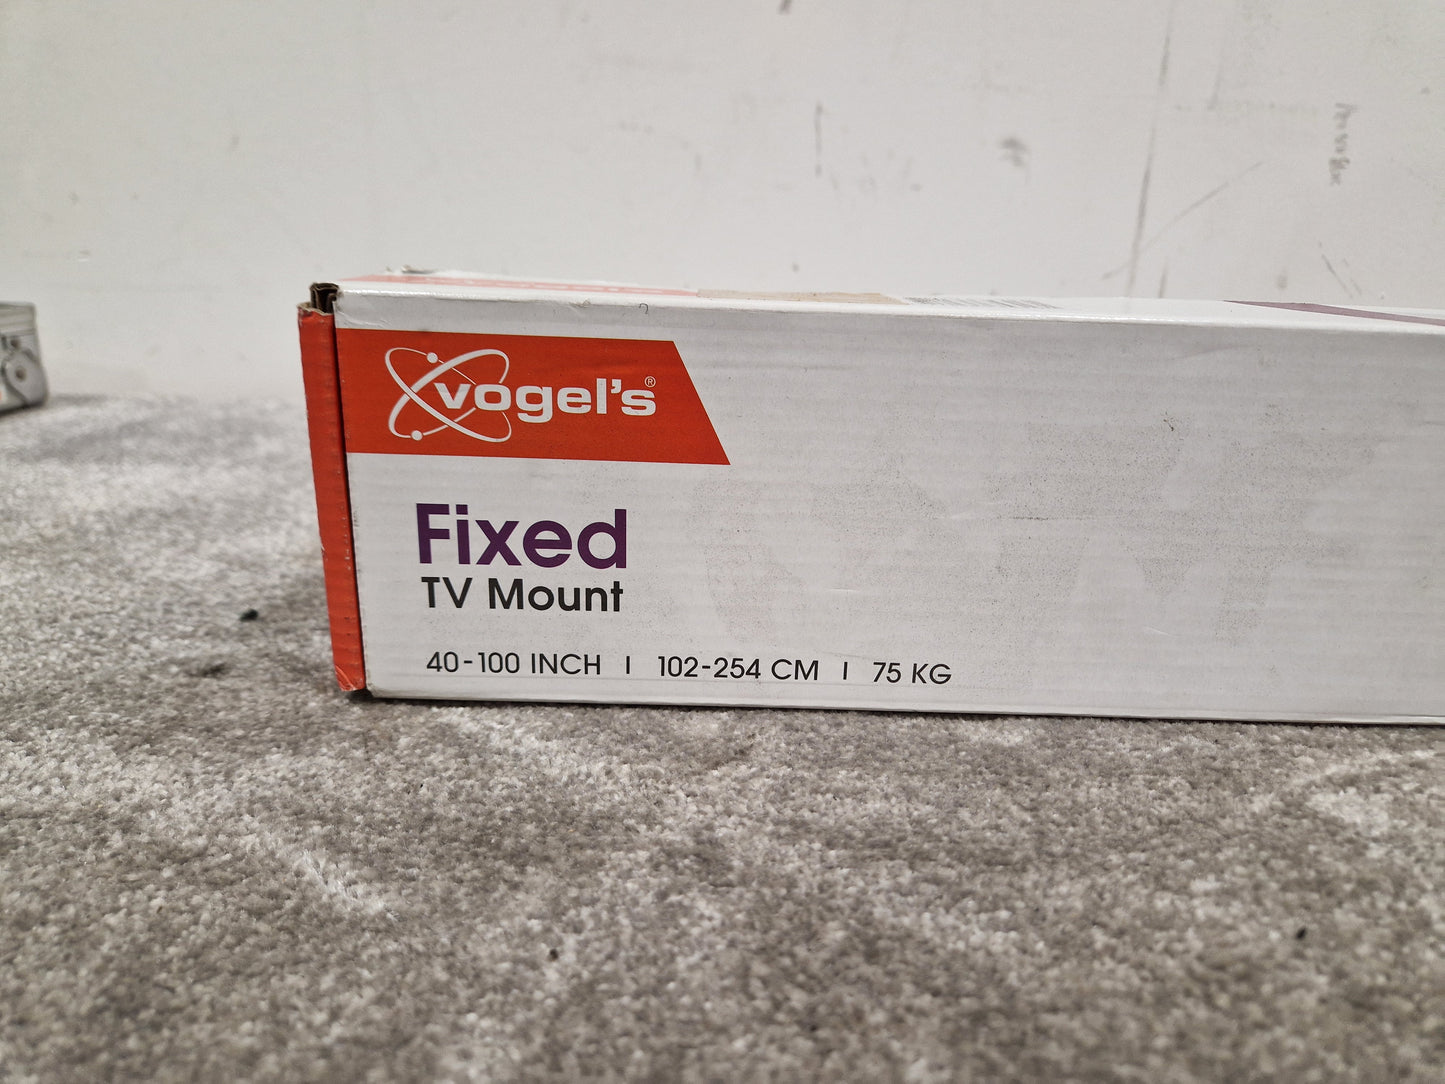 vogel's®
Fixed
TV Mount
40-100 INCH | 102-254 CM | 75 KG